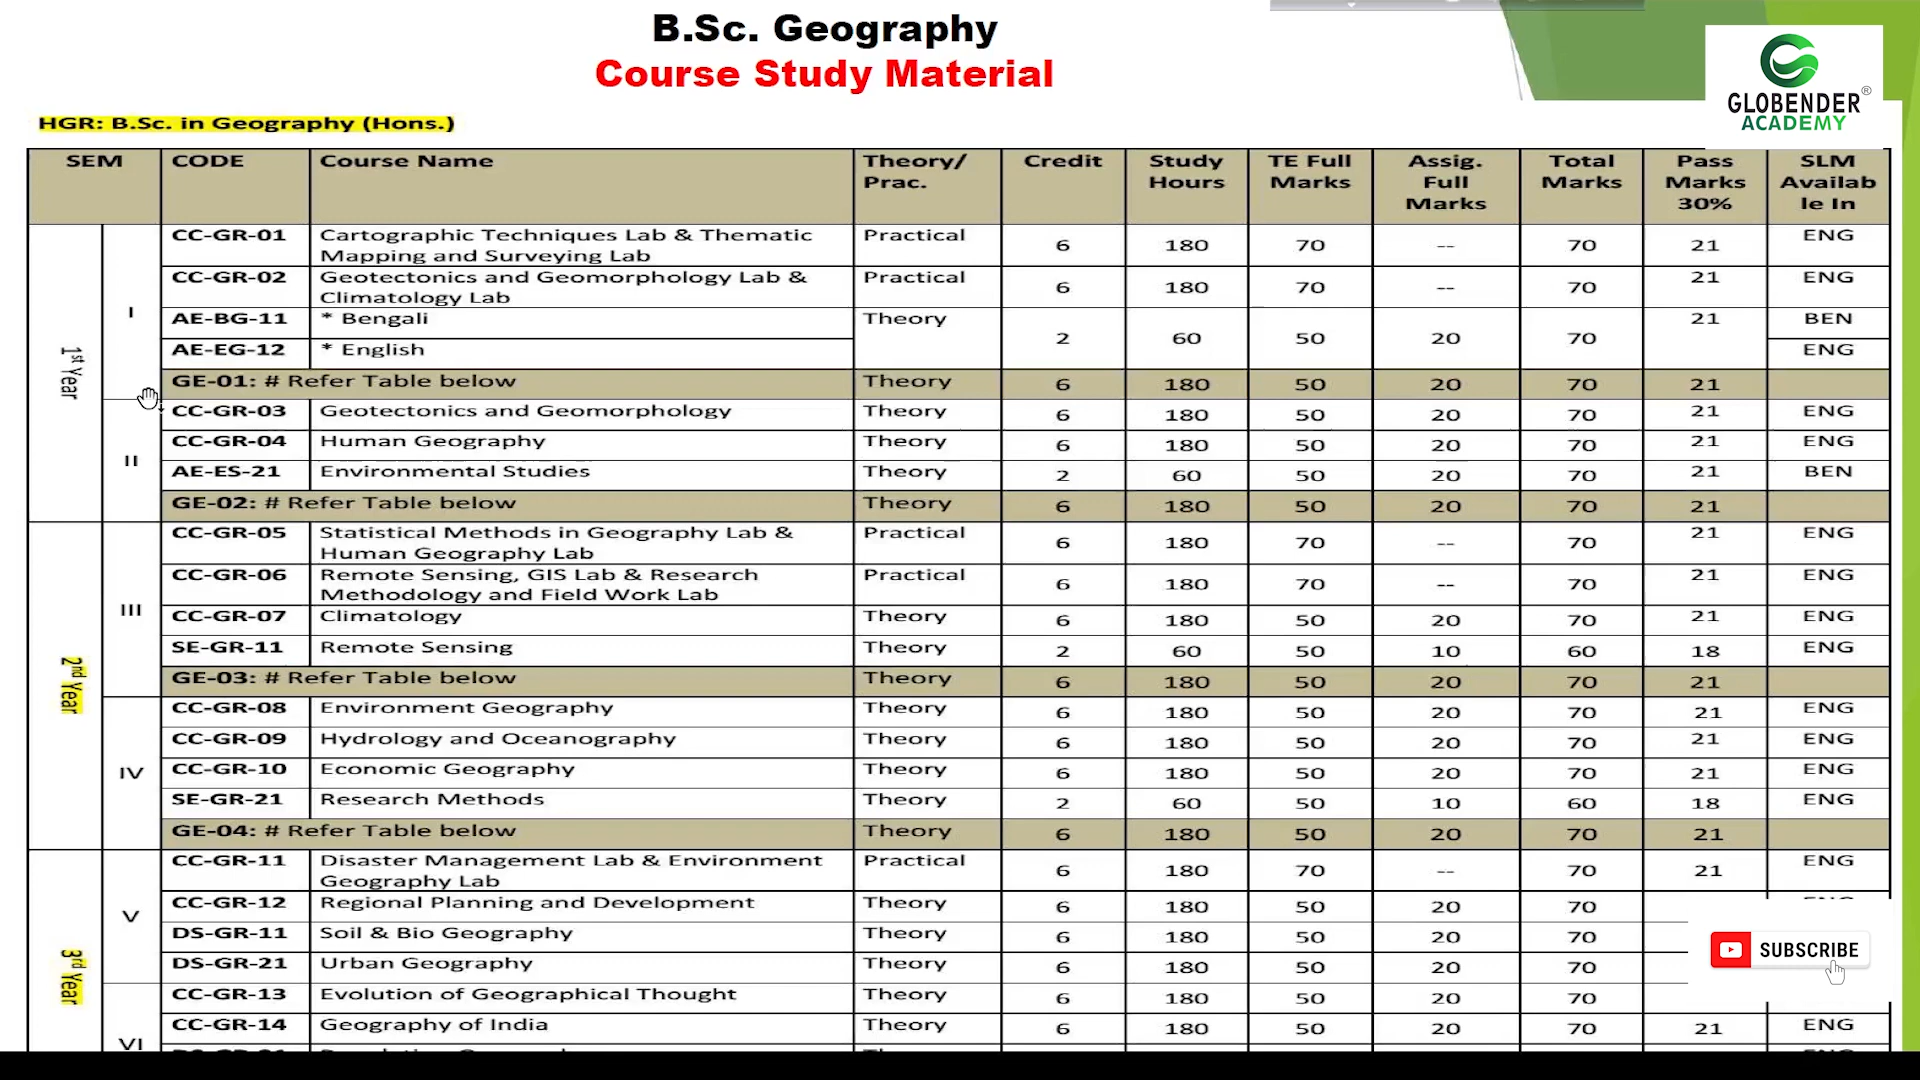 B.Sc. Geography
Course Study Material
GLOBENDER®
ACADEMY
HGR: B.Sc. in Geography (Hons.)
SEM CODE Course Name Theory/ Prac. Credit Study Hours TE Full Marks Assig. Full Marks Total Marks Pass Marks 30% SLM Availab le In
1st Year
I
CC-GR-01 Cartographic Techniques Lab & Thematic Mapping and Surveying Lab Practical 6 180 70 -- 70 21 ENG
CC-GR-02 Geotectonics and Geomorphology Lab & Climatology Lab Practical 6 180 70 -- 70 21 ENG
AE-BG-11 * Bengali Theory 2 60 50 20 70 21 BEN
AE-EG-12 * English ENG
GE-01: # Refer Table below Theory 6 180 50 20 70 21
II
CC-GR-03 Geotectonics and Geomorphology Theory 6 180 50 20 70 21 ENG
CC-GR-04 Human Geography Theory 6 180 50 20 70 21 ENG
AE-ES-21 Environmental Studies Theory 2 60 50 20 70 21 BEN
GE-02: # Refer Table below Theory 6 180 50 20 70 21
2nd Year
III
CC-GR-05 Statistical Methods in Geography Lab & Human Geography Lab Practical 6 180 70 -- 70 21 ENG
CC-GR-06 Remote Sensing, GIS Lab & Research Methodology and Field Work Lab Practical 6 180 70 -- 70 21 ENG
CC-GR-07 Climatology Theory 6 180 50 20 70 21 ENG
SE-GR-11 Remote Sensing Theory 2 60 50 10 60 18 ENG
GE-03: # Refer Table below Theory 6 180 50 20 70 21
IV
CC-GR-08 Environment Geography Theory 6 180 50 20 70 21 ENG
CC-GR-09 Hydrology and Oceanography Theory 6 180 50 20 70 21 ENG
CC-GR-10 Economic Geography Theory 6 180 50 20 70 21 ENG
SE-GR-21 Research Methods Theory 2 60 50 10 60 18 ENG
GE-04: # Refer Table below Theory 6 180 50 20 70 21
3rd Year
V
CC-GR-11 Disaster Management Lab & Environment Geography Lab Practical 6 180 70 -- 70 21 ENG
CC-GR-12 Regional Planning and Development Theory 6 180 50 20 70
DS-GR-11 Soil & Bio Geography Theory 6 180 50 20 70
DS-GR-21 Urban Geography Theory 6 180 50 20 70
VI
CC-GR-13 Evolution of Geographical Thought Theory 6 180 50 20 70
CC-GR-14 Geography of India Theory 6 180 50 20 70 21 ENG
SUBSCRIBE